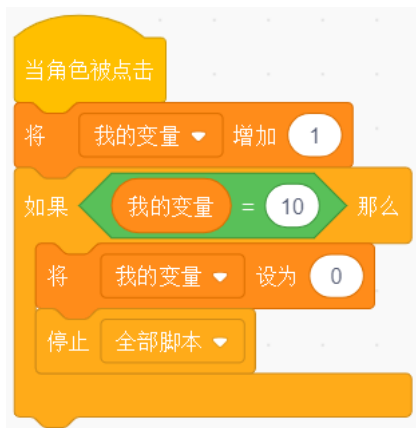 当角色被点击
将 我的变量 增加 1
如果 我的变量 = 10 那么
将 我的变量 设为 0
停止 全部脚本